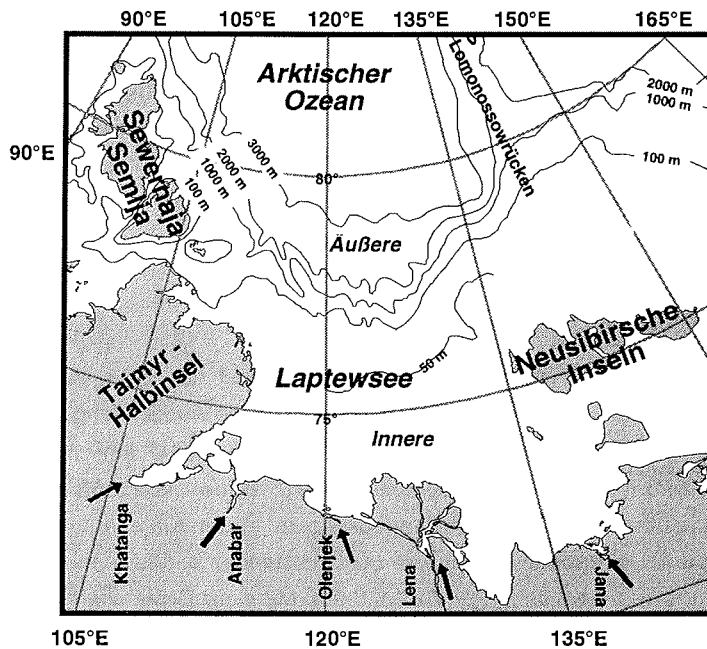 90°E 105°E 120°E 135°E 150°E 165°E
Arktischer
Ozean
Lomonossowrücken
2000 m
1000 m
100 m
90°E
Sewernaja
Semlja
3000 m
2000 m
1000 m
100 m
80°
Äußere
Taimyr -
Halbinsel
Laptewsee
50 m
Neusibirsche
Inseln
75°
Innere
Khatanga
Anabar
Olenjek
Lena
Jana
105°E 120°E 135°E